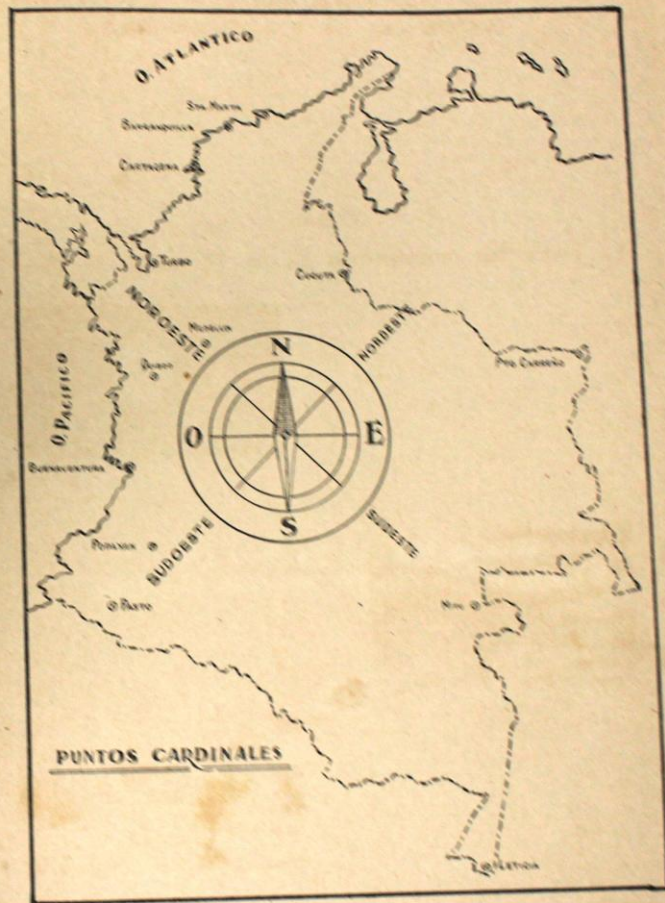 O. ATLANTICO
STA. MARTA
BARRANQUILLA
CARTAGENA
TURBO
CUCUTA
NOROESTE
MEDELLIN
NORDESTE
PTO. CARREÑO
QUIBDO
O. PACIFICO
N
O
E
S
BUENAVENTURA
POPAYAN
SUDOESTE
SUDESTE
PASTO
MITU
PUNTOS CARDINALES
LETICIA